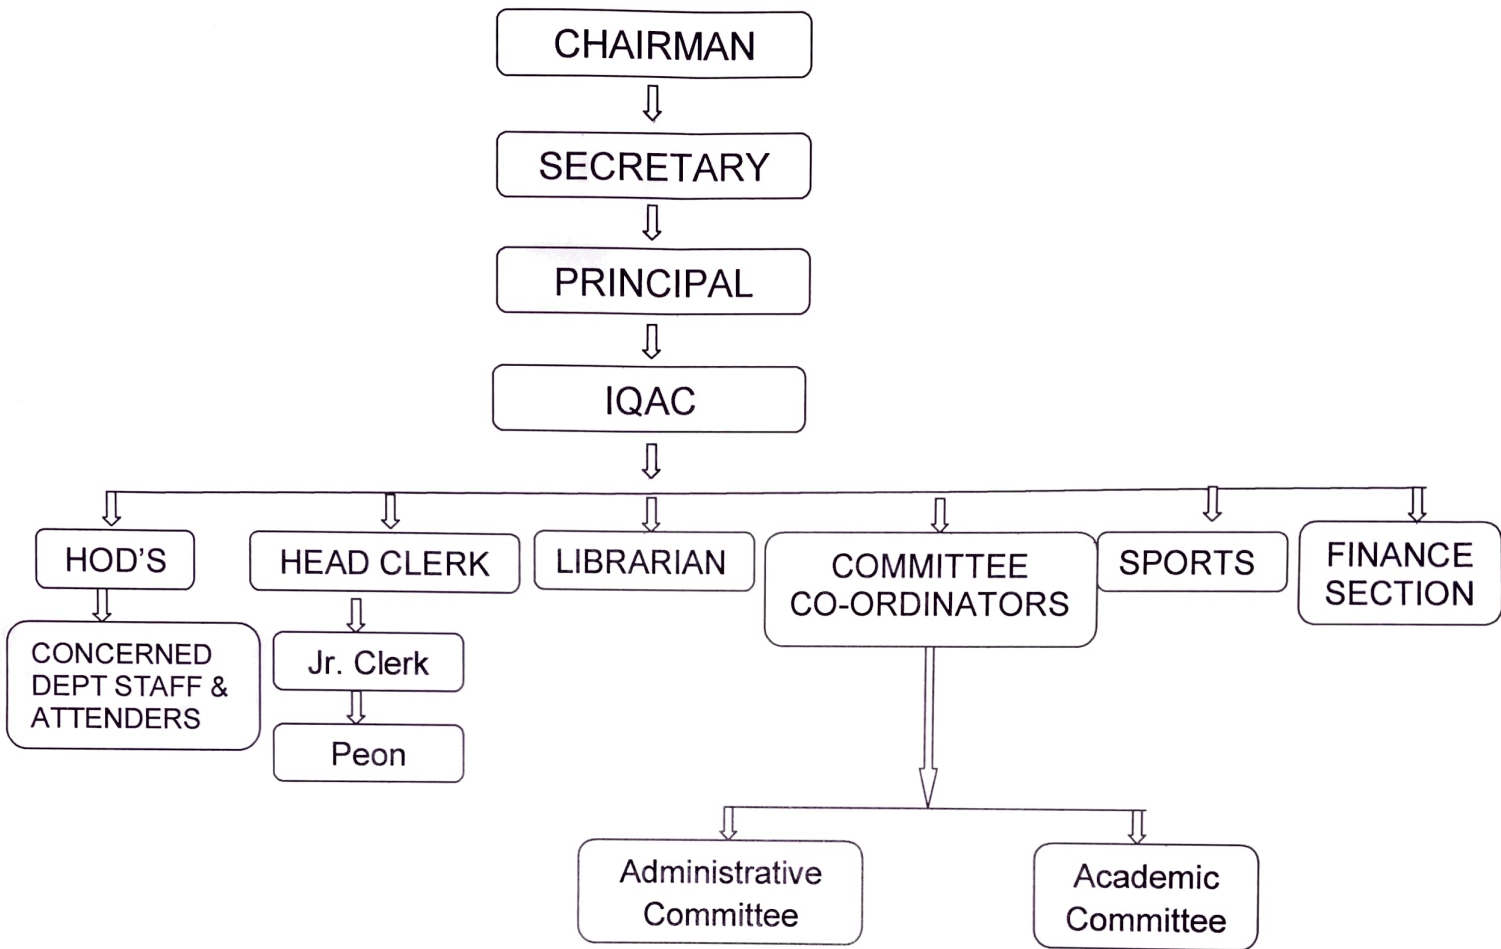 CHAIRMAN
SECRETARY
PRINCIPAL
IQAC
HOD'S
HEAD CLERK
LIBRARIAN
COMMITTEE
CO-ORDINATORS
SPORTS
FINANCE
SECTION
CONCERNED
DEPT STAFF &
ATTENDERS
Jr. Clerk
Peon
Administrative
Committee
Academic
Committee